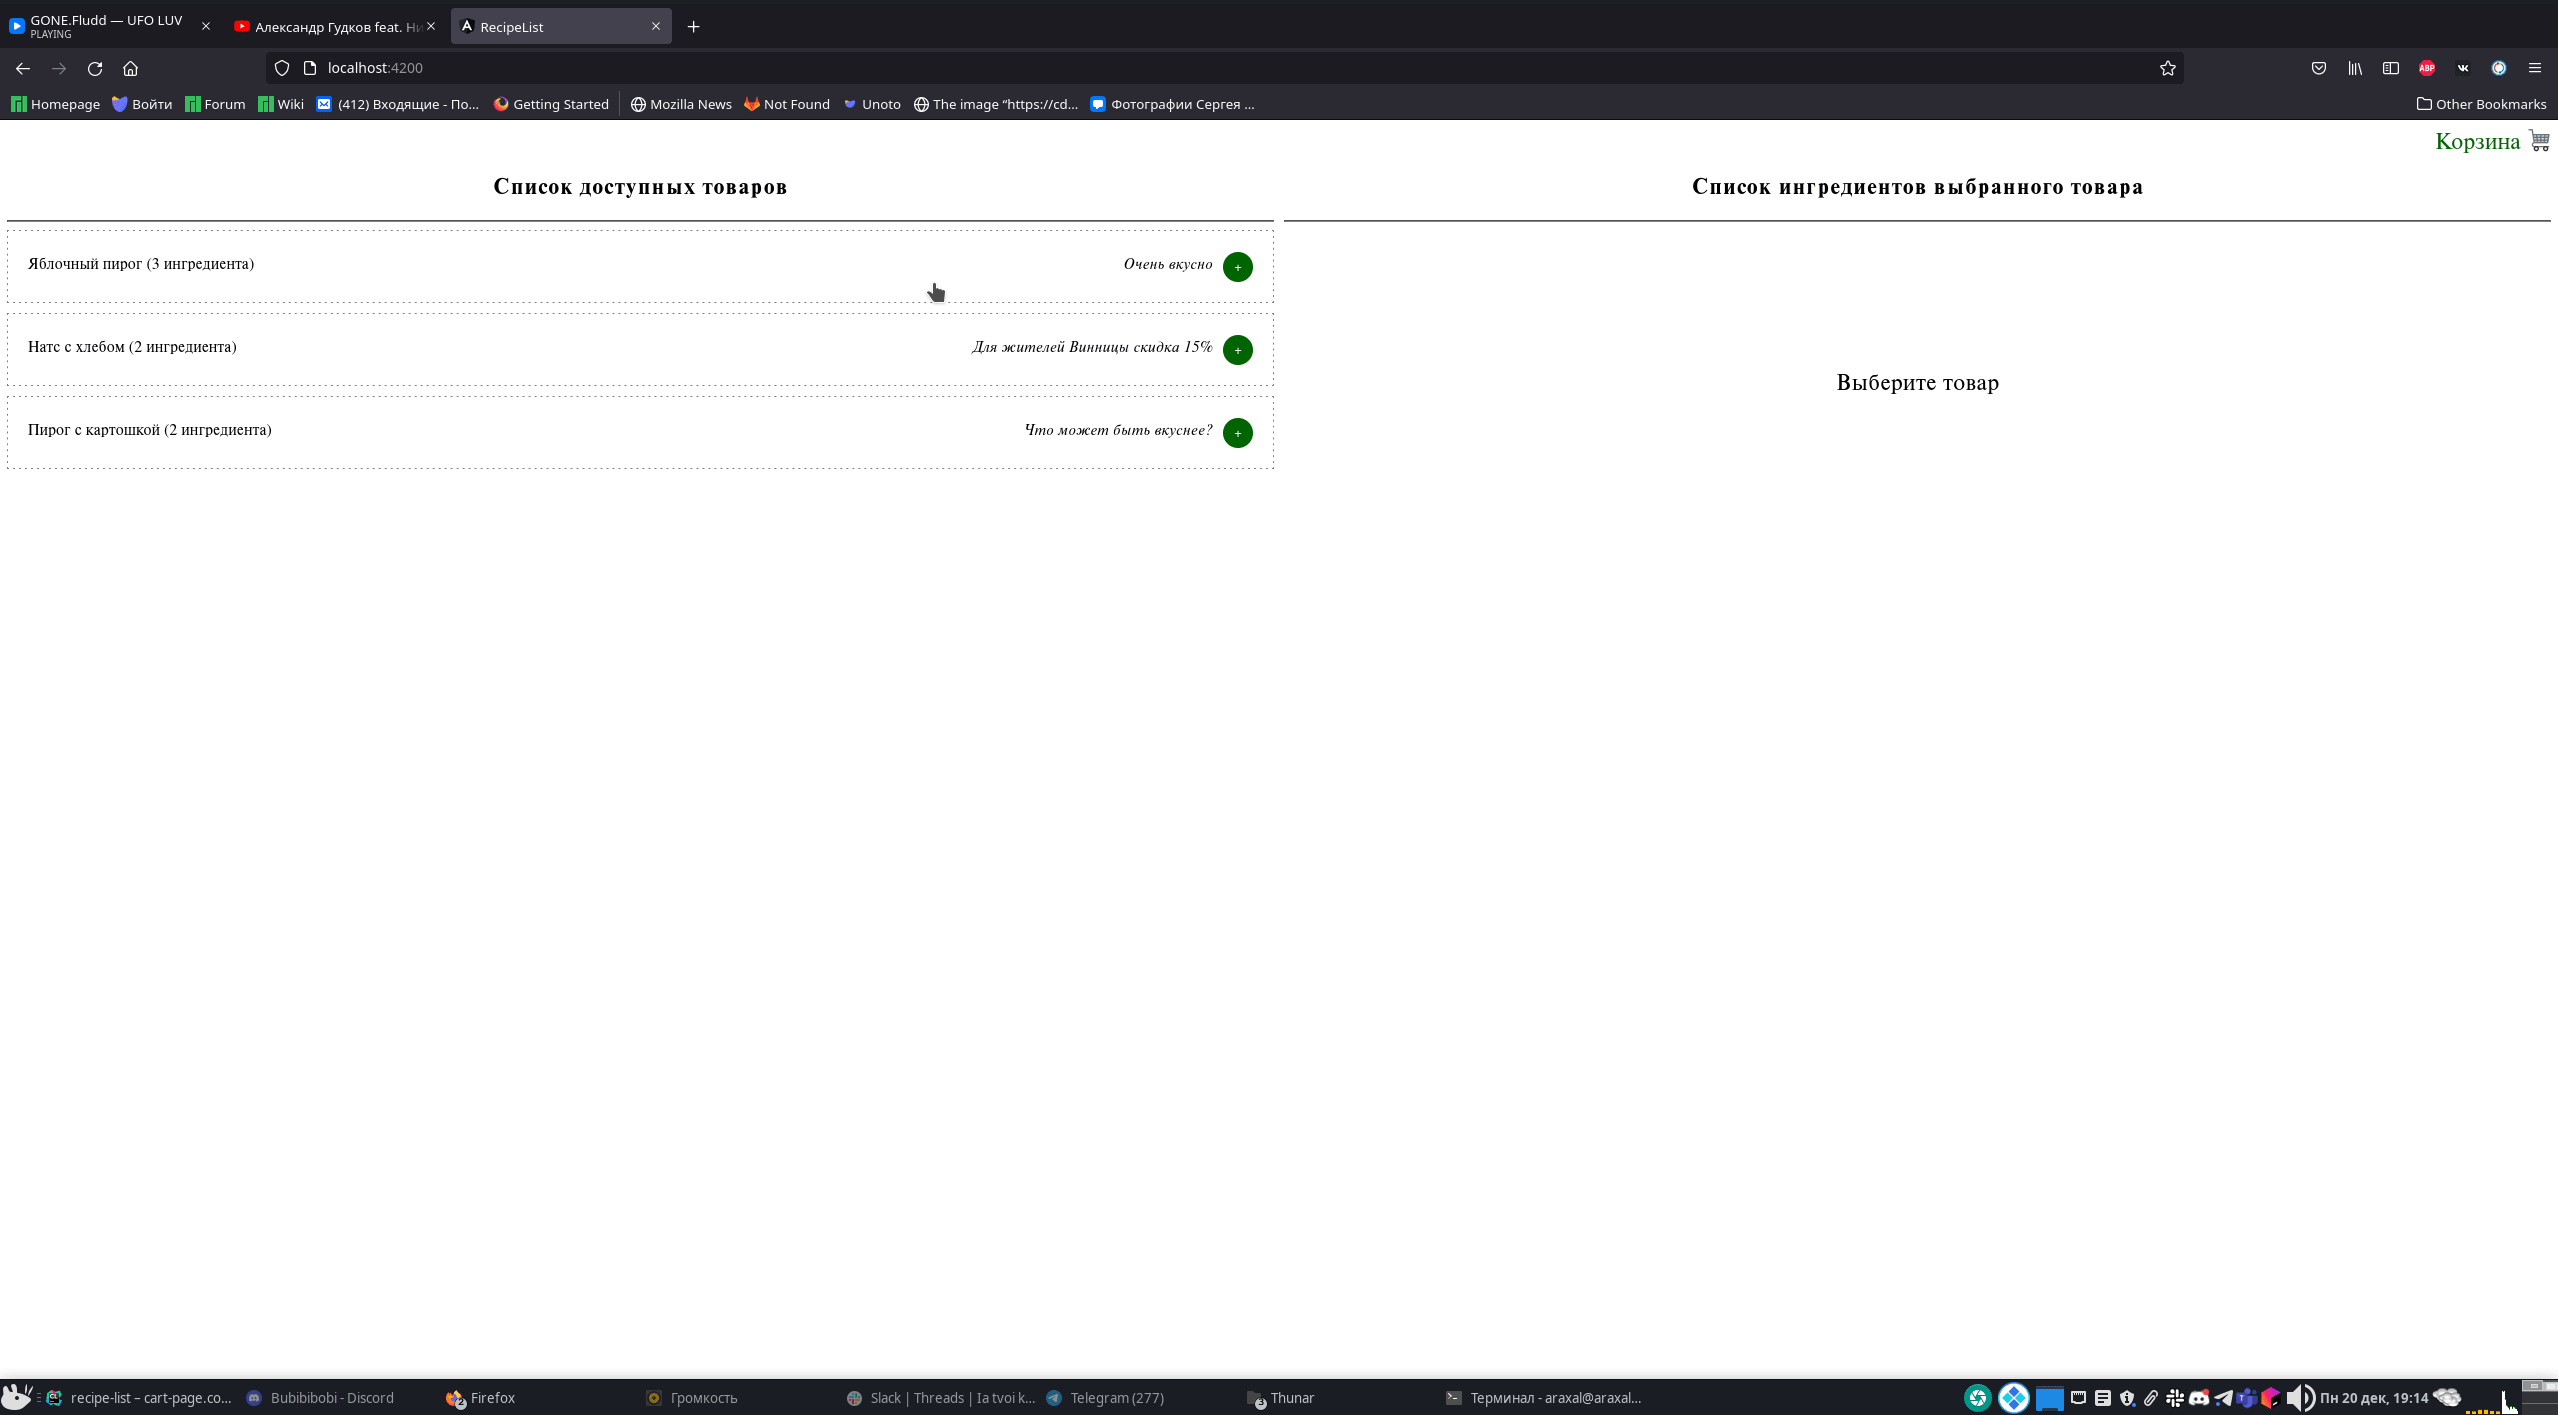 GONE.Fludd — UFO LUV
PLAYING
Александр Гудков feat. Ни
RecipeList
localhost:4200
ABP
Homepage
Войти
Forum
Wiki
(412) Входящие - По...
Getting Started
Mozilla News
Not Found
Unoto
The image “https://cd...
Фотографии Сергея ...
Other Bookmarks
Корзина
Список доступных товаров
Яблочный пирог (3 ингредиента)
Очень вкусно
+
Натс с хлебом (2 ингредиента)
Для жителей Винницы скидка 15%
+
Пирог с картошкой (2 ингредиента)
Что может быть вкуснее?
+
Список ингредиентов выбранного товара
Выберите товар
recipe-list – cart-page.co...
Bubibibobi - Discord
2
Firefox
Громкость
Slack | Threads | Ia tvoi k...
Telegram (277)
3
Thunar
Терминал - araxal@araxal...
Пн 20 дек, 19:14